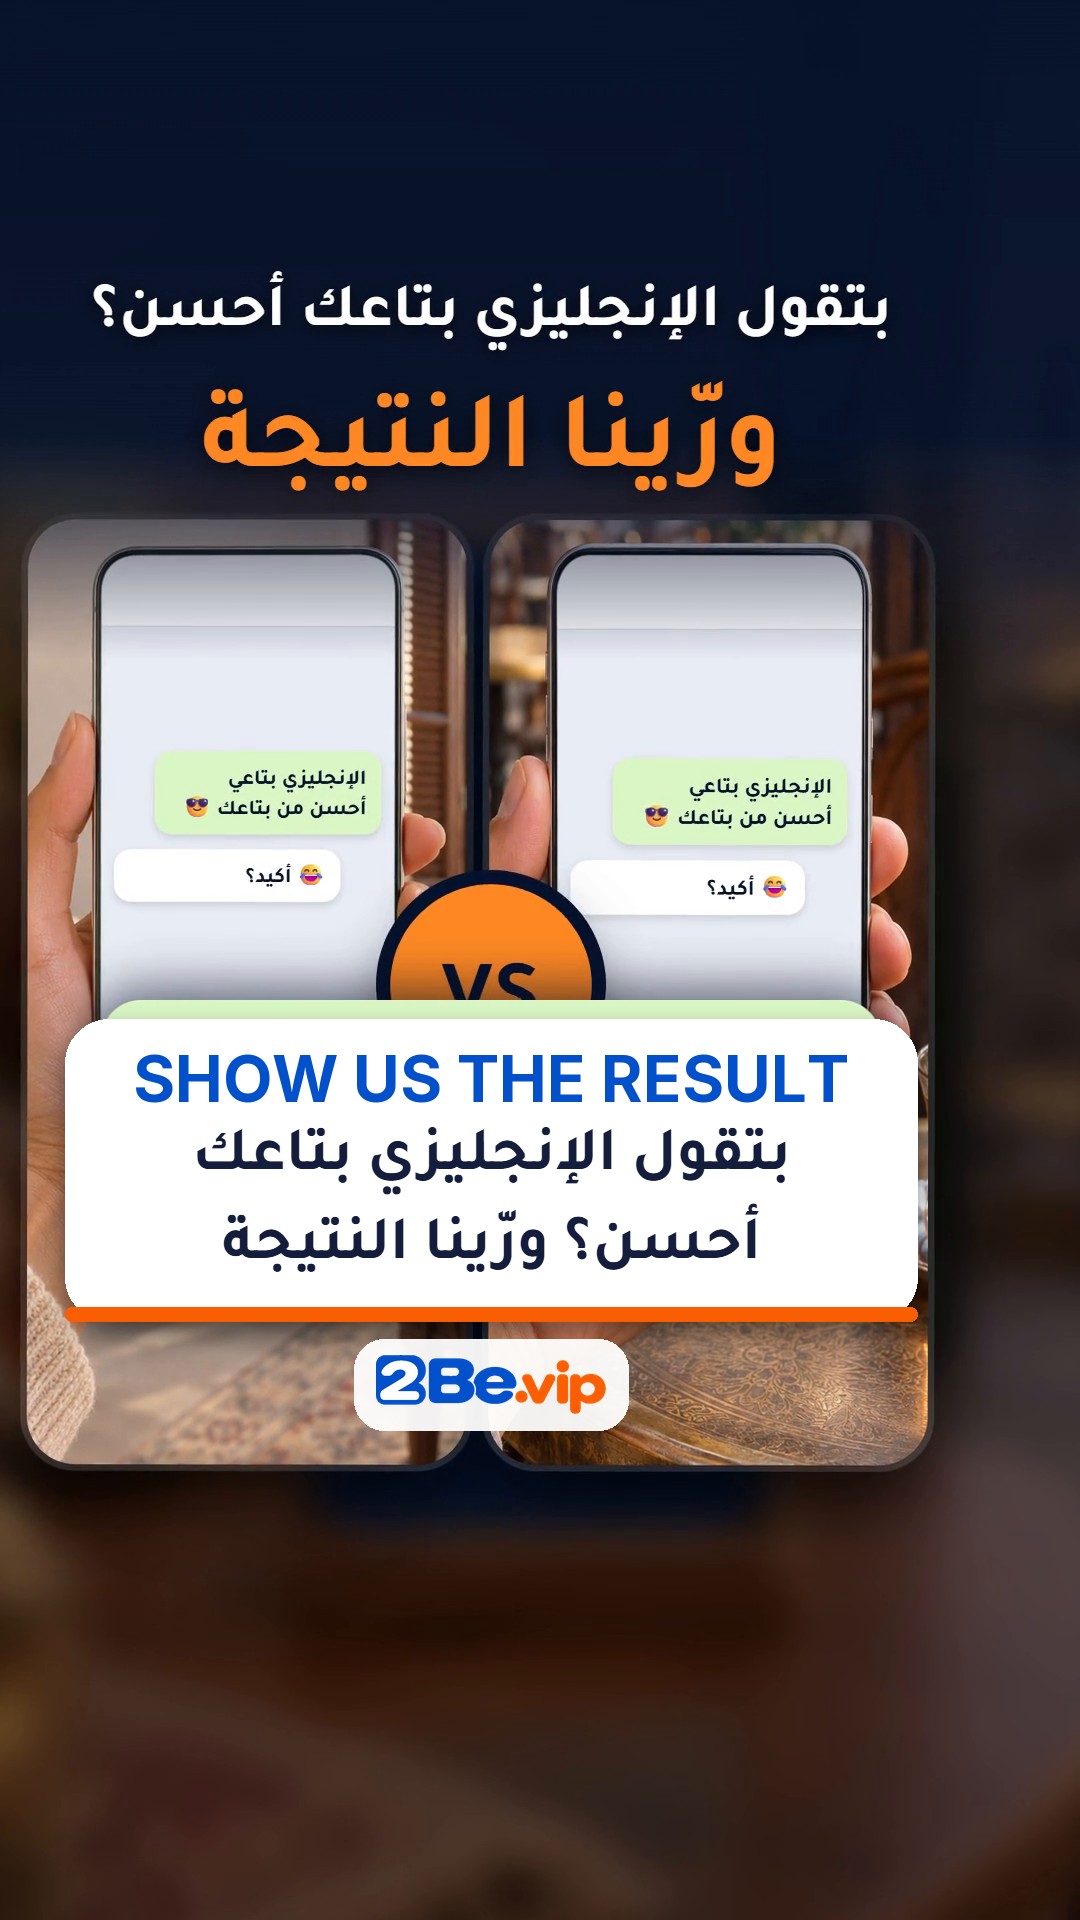 بتقول الإنجليزي بتاعك أحسن؟
ورّينا النتيجة
الإنجليزي بتاعي
أحسن من بتاعك 😎
😂 أكيد؟
الإنجليزي بتاعي
أحسن من بتاعك 😎
😂 أكيد؟
VS
SHOW US THE RESULT
بتقول الإنجليزي بتاعك
أحسن؟ ورّينا النتيجة
2Be.vip